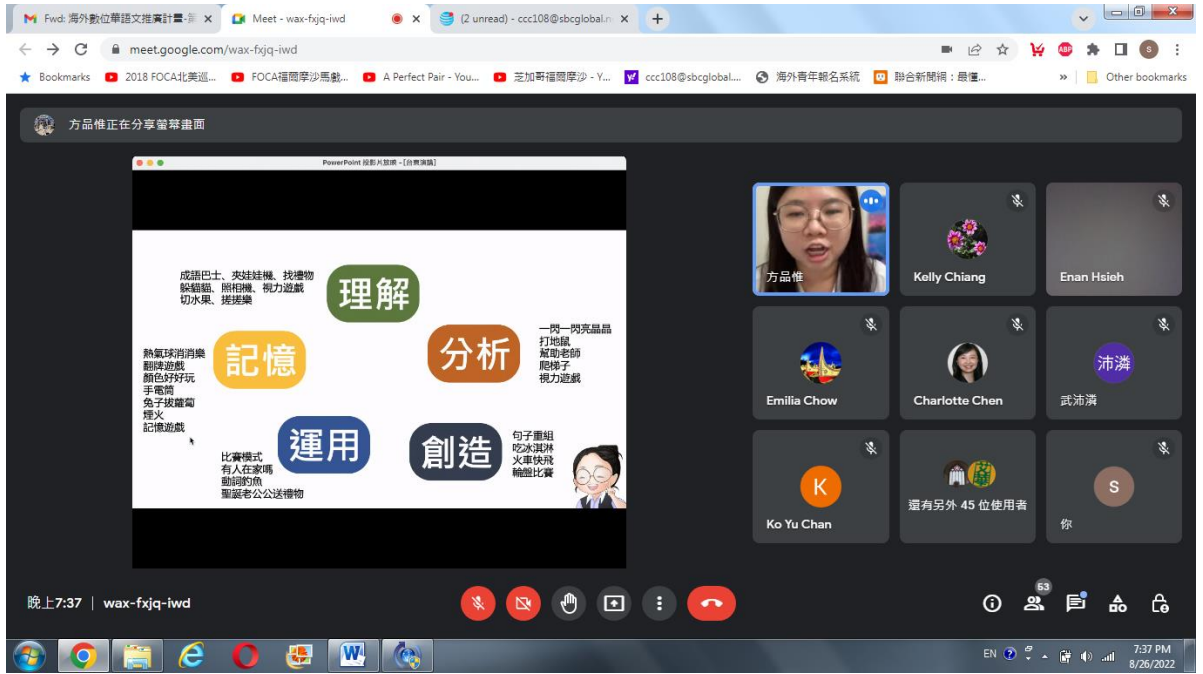 Fwd: 海外數位華語文推廣計畫-
Meet - wax-fxjq-iwd
(2 unread) - ccc108@sbcglobal.n
meet.google.com/wax-fxjq-iwd
ABP
S
Bookmarks
2018 FOCA北美巡...
FOCA福爾摩沙馬戲...
A Perfect Pair - You...
芝加哥福爾摩沙 - Y...
ccc108@sbcglobal....
海外青年報名系統
聯合新聞網：最懂...
»
Other bookmarks
方品惟正在分享螢幕畫面
PowerPoint 投影片放映 - [台東演講]
成語巴士、夾娃娃機、找禮物
躲貓貓、照相機、視力遊戲
切水果、搓搓樂
理解
記憶
熱氣球消消樂
翻牌遊戲
顏色好好玩
手電筒
兔子拔蘿蔔
煙火
記憶遊戲
分析
一閃一閃亮晶晶
打地鼠
幫助老師
爬梯子
視力遊戲
運用
比賽模式
有人在家嗎
動詞釣魚
聖誕老公公送禮物
創造
句子重組
吃冰淇淋
火車快飛
輪盤比賽
方品惟
Kelly Chiang
Enan Hsieh
Emilia Chow
Charlotte Chen
沛潾
武沛潾
K
Ko Yu Chan
還有另外 45 位使用者
S
你
晚上7:37 | wax-fxjq-iwd
53
EN
7:37 PM
8/26/2022